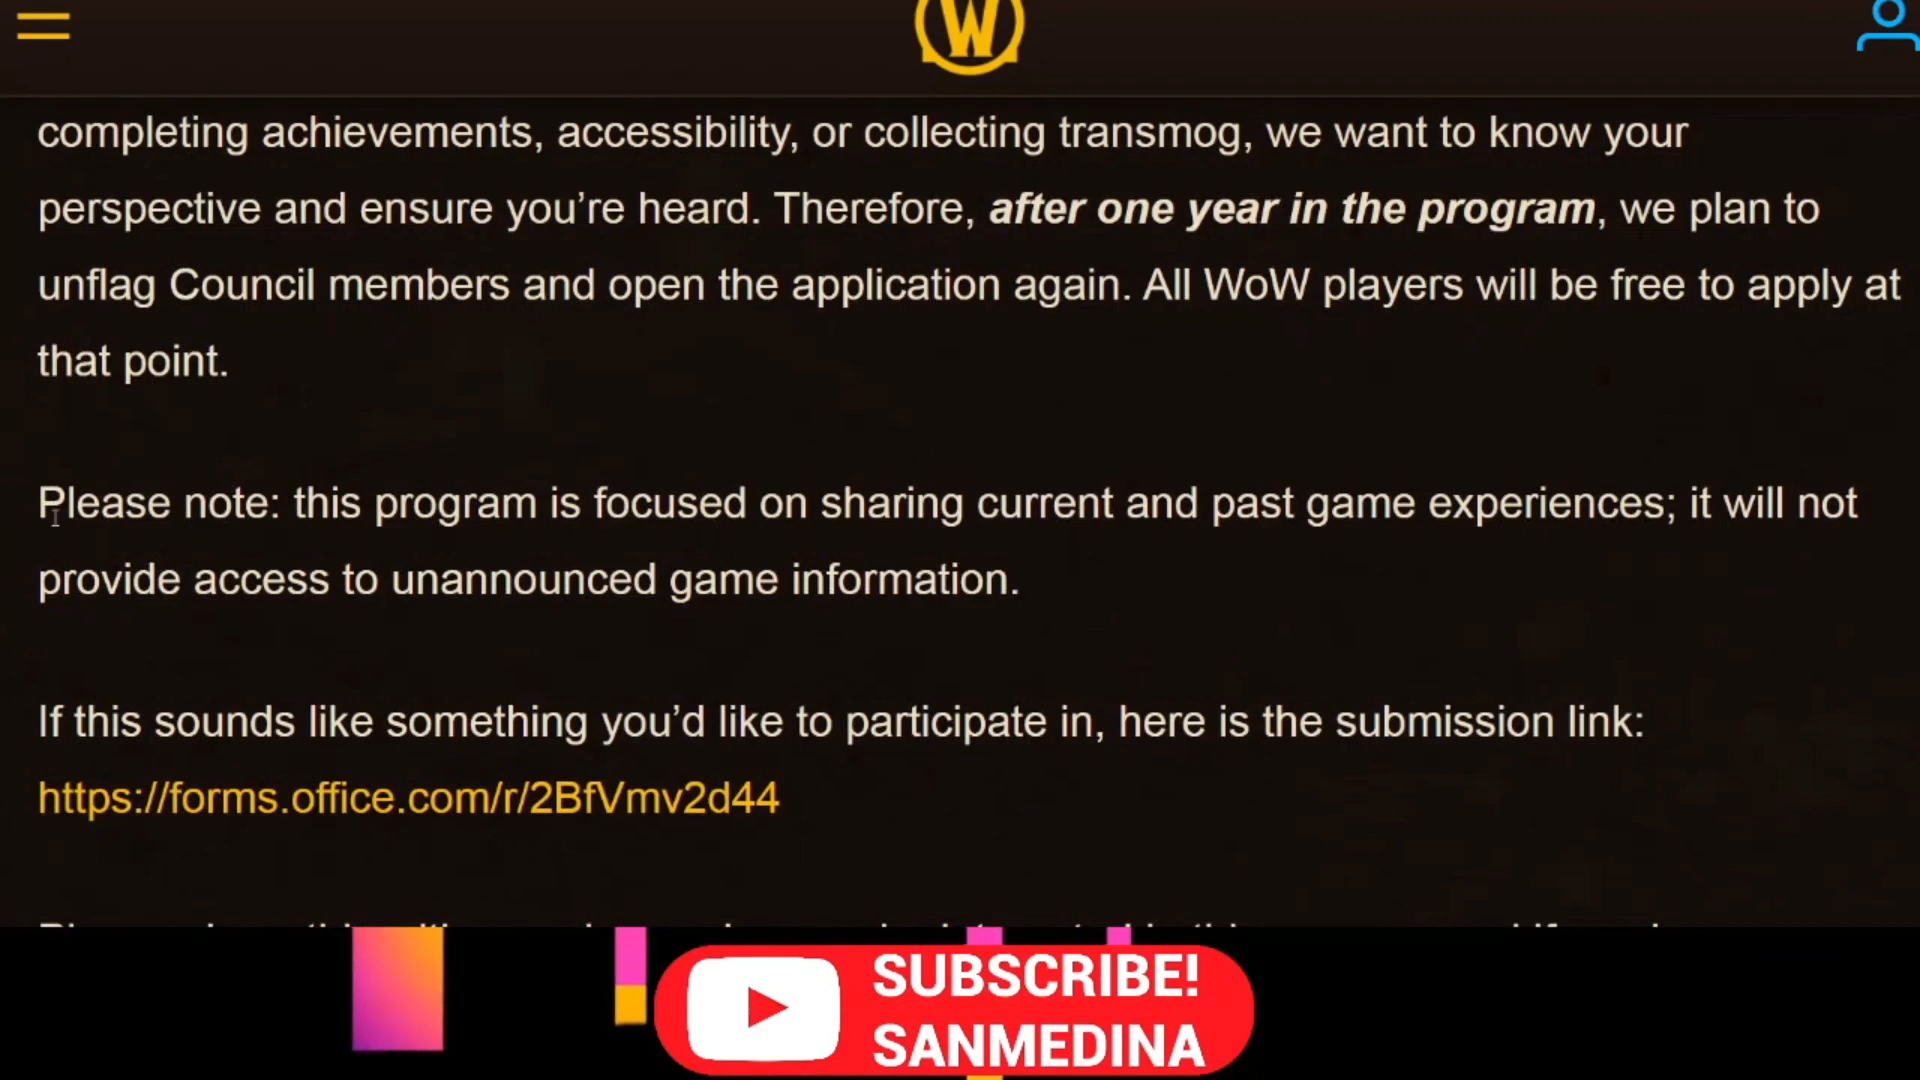 W
completing achievements, accessibility, or collecting transmog, we want to know your
perspective and ensure you’re heard. Therefore, after one year in the program, we plan to
unflag Council members and open the application again. All WoW players will be free to apply at
that point.
Please note: this program is focused on sharing current and past game experiences; it will not
provide access to unannounced game information.
If this sounds like something you’d like to participate in, here is the submission link:
https://forms.office.com/r/2BfVmv2d44
SUBSCRIBE!
SANMEDINA